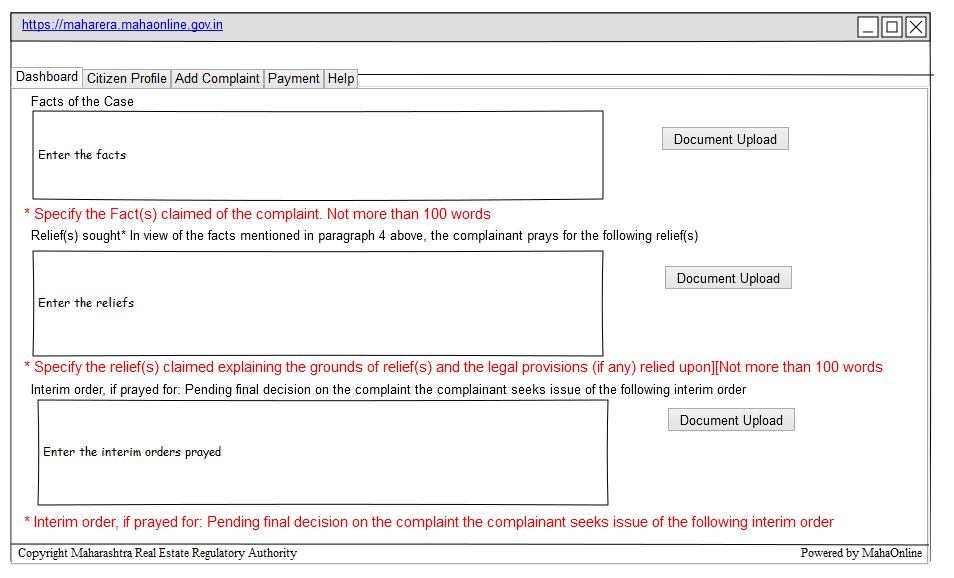 https://maharera.mahaonline.gov.in
Dashboard Citizen Profile Add Complaint Payment Help
Facts of the Case
Document Upload
Enter the facts
* Specify the Fact(s) claimed of the complaint. Not more than 100 words
Relief(s) sought* In view of the facts mentioned in paragraph 4 above, the complainant prays for the following relief(s)
Document Upload
Enter the reliefs
* Specify the relief(s) claimed explaining the grounds of relief(s) and the legal provisions (if any) relied upon][Not more than 100 words
Interim order, if prayed for: Pending final decision on the complaint the complainant seeks issue of the following interim order
Document Upload
Enter the interim orders prayed
* Interim order, if prayed for: Pending final decision on the complaint the complainant seeks issue of the following interim order
Copyright Maharashtra Real Estate Regulatory Authority Powered by MahaOnline